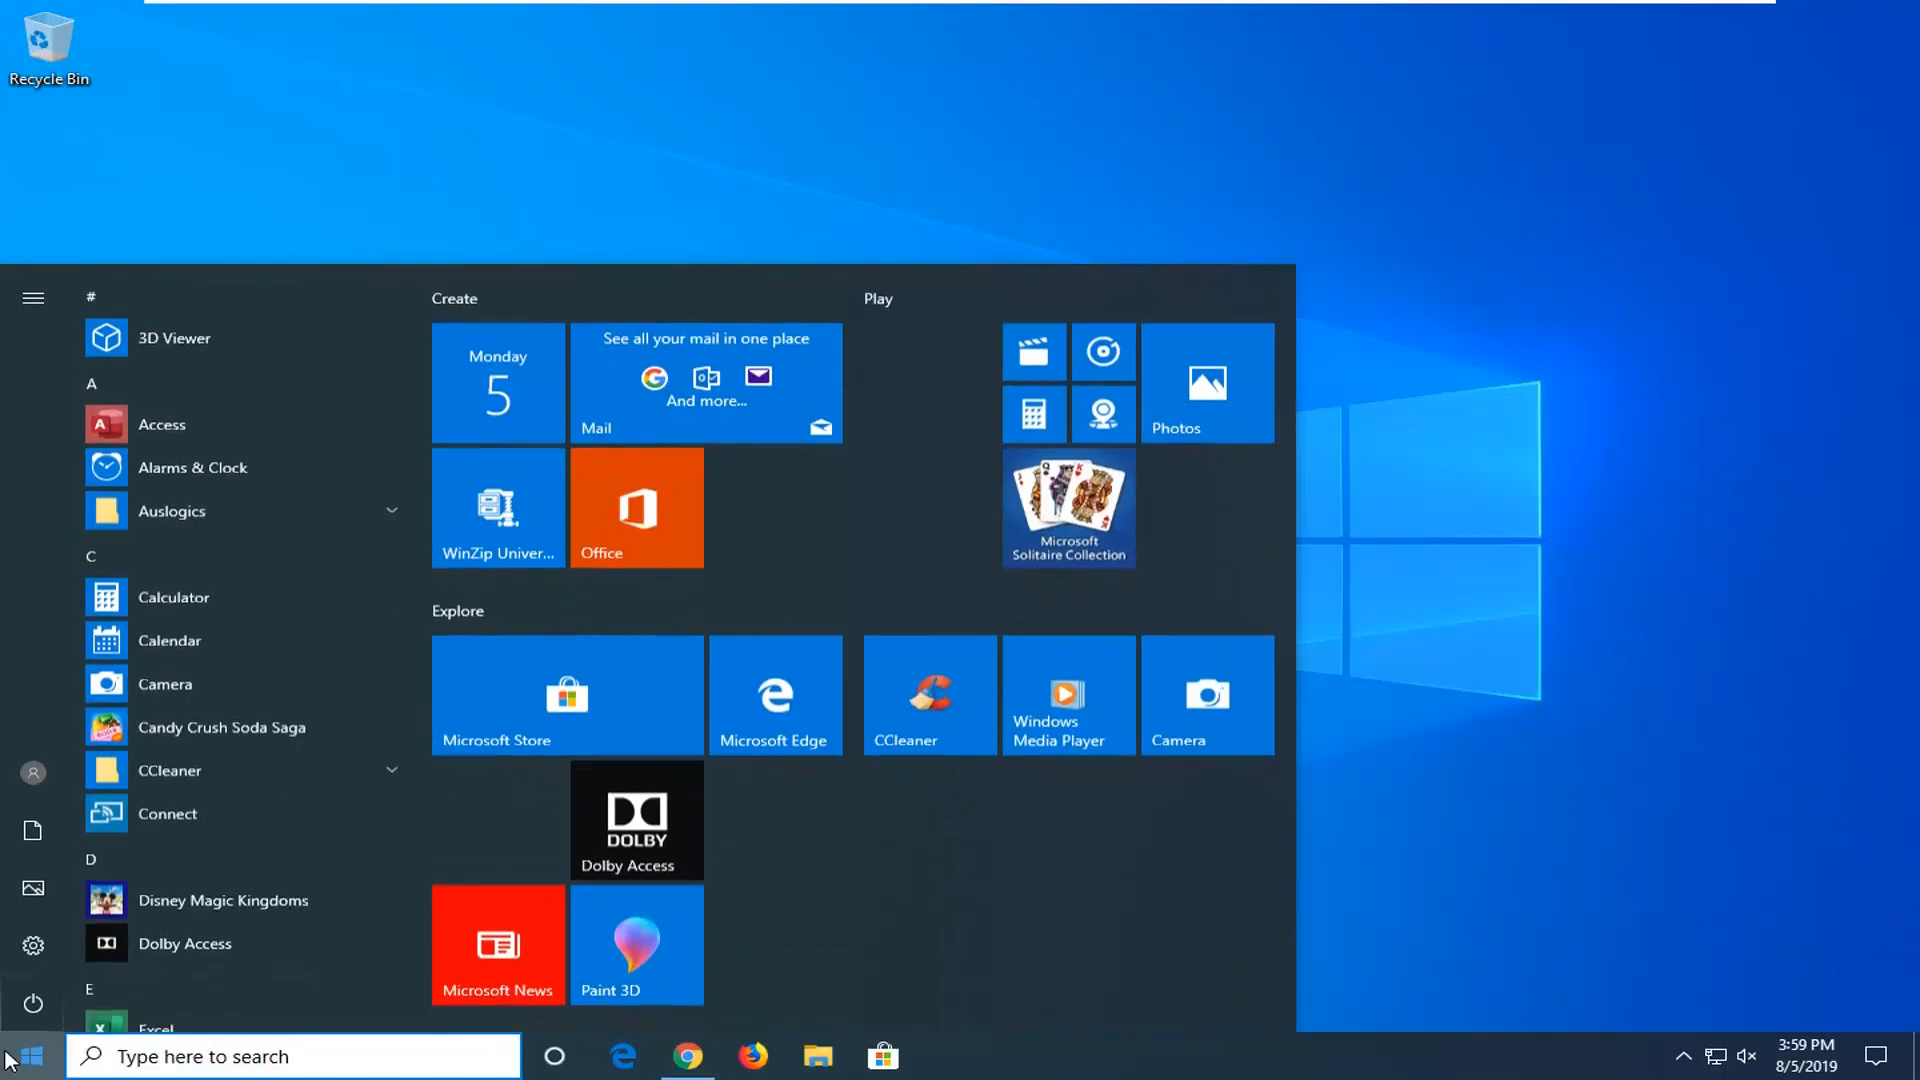 Recycle Bin
#
3D Viewer
A
Access
Alarms & Clock
Auslogics
C
Calculator
Calendar
Camera
Candy Crush Soda Saga
CCleaner
Connect
D
Disney Magic Kingdoms
Dolby Access
E
Excel
Create
Monday
5
See all your mail in one place
And more...
Mail
WinZip Univer...
Office
Play
Photos
Microsoft
Solitaire Collection
Explore
Microsoft Store
Microsoft Edge
CCleaner
Windows
Media Player
Camera
DOLBY
Dolby Access
Microsoft News
Paint 3D
Type here to search
3:59 PM
8/5/2019